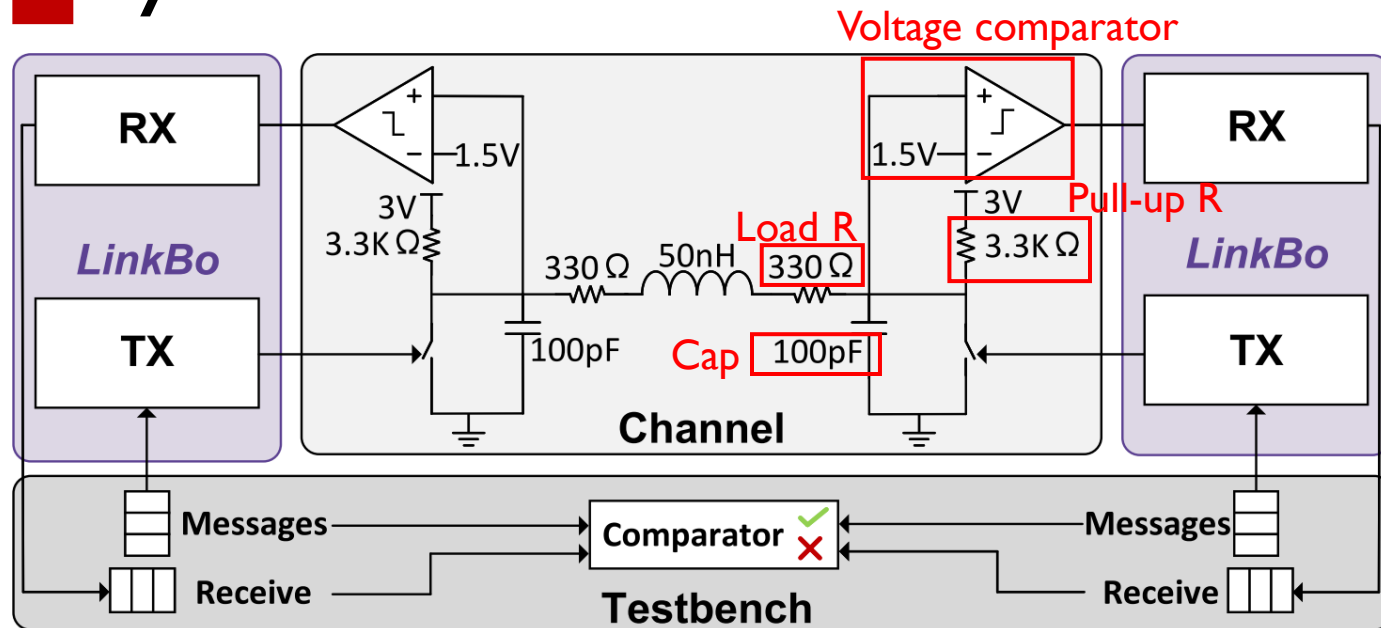 Voltage comparator
RX
+
−
1.5V
3V
3.3K Ω
LinkBo
TX
330 Ω
50nH
Load R
330 Ω
100pF
Cap
100pF
+
1.5V
−
3V
Pull-up R
3.3K Ω
RX
LinkBo
TX
Channel
Messages
Comparator
Messages
Receive
Receive
Testbench